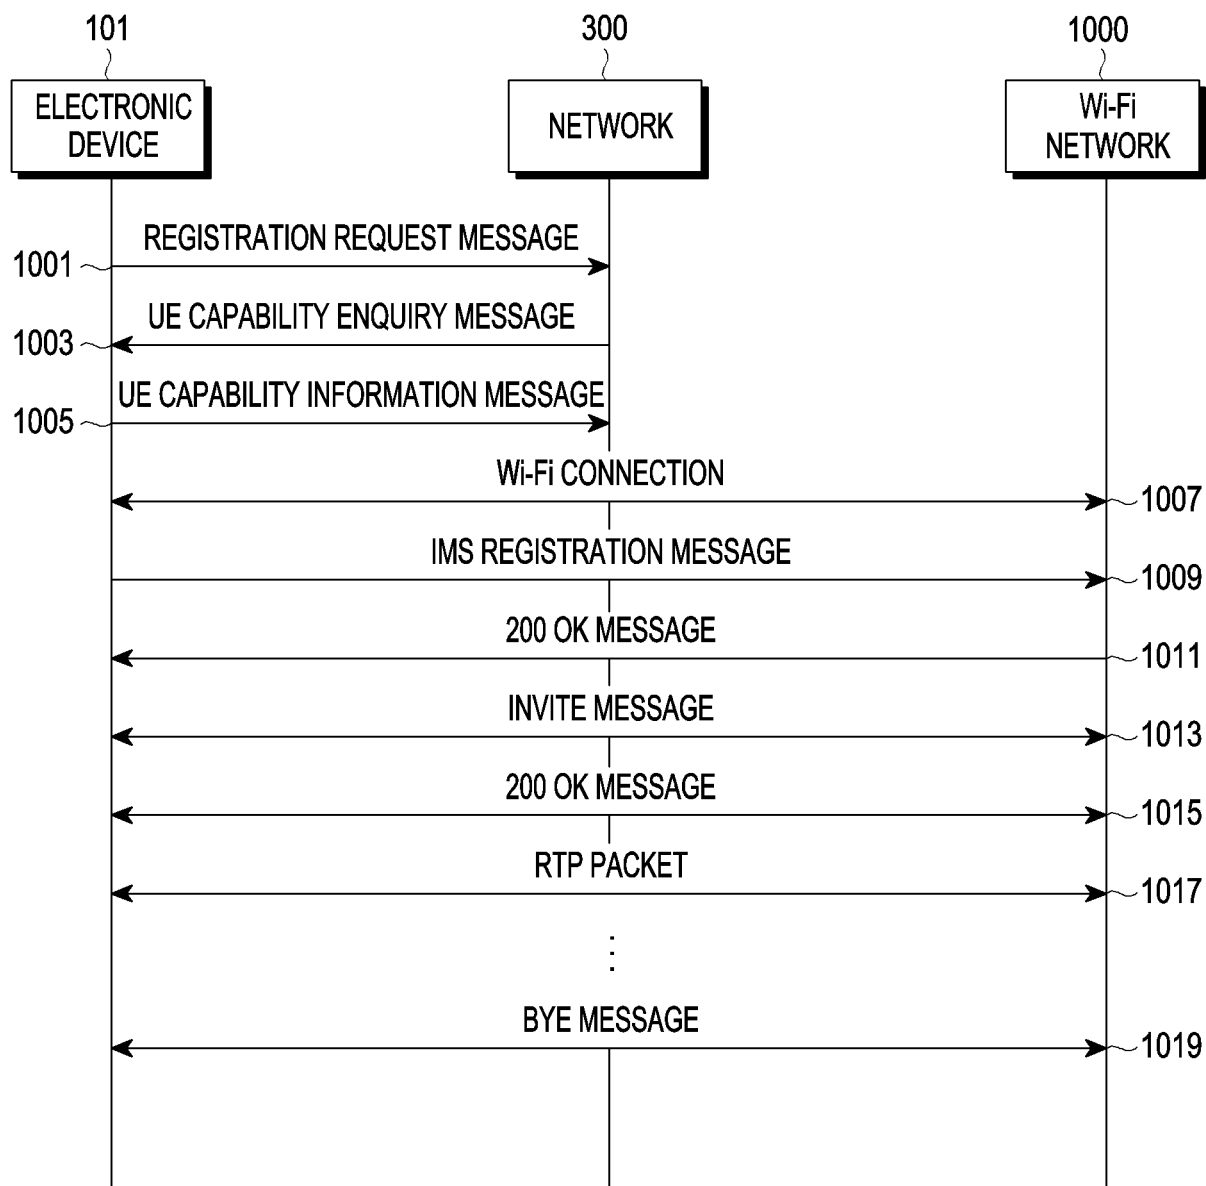 101
300
1000
ELECTRONIC
DEVICE
NETWORK
Wi-Fi
NETWORK
REGISTRATION REQUEST MESSAGE
1001
UE CAPABILITY ENQUIRY MESSAGE
1003
UE CAPABILITY INFORMATION MESSAGE
1005
Wi-Fi CONNECTION
1007
IMS REGISTRATION MESSAGE
1009
200 OK MESSAGE
1011
INVITE MESSAGE
1013
200 OK MESSAGE
1015
RTP PACKET
1017
BYE MESSAGE
1019